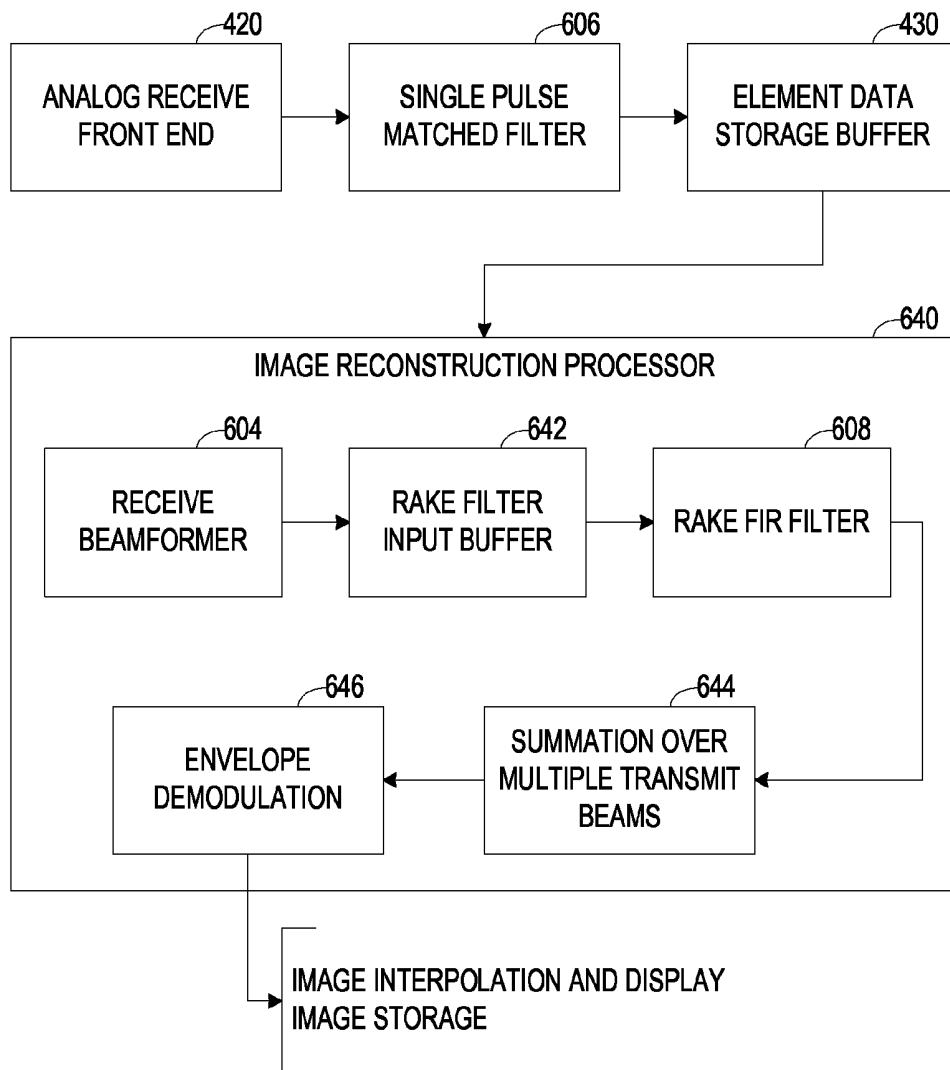 420
606
430
ANALOG RECEIVE
FRONT END
SINGLE PULSE
MATCHED FILTER
ELEMENT DATA
STORAGE BUFFER
640
IMAGE RECONSTRUCTION PROCESSOR
604
642
608
RECEIVE
BEAMFORMER
RAKE FILTER
INPUT BUFFER
RAKE FIR FILTER
646
644
ENVELOPE
DEMODULATION
SUMMATION OVER
MULTIPLE TRANSMIT
BEAMS
IMAGE INTERPOLATION AND DISPLAY
IMAGE STORAGE